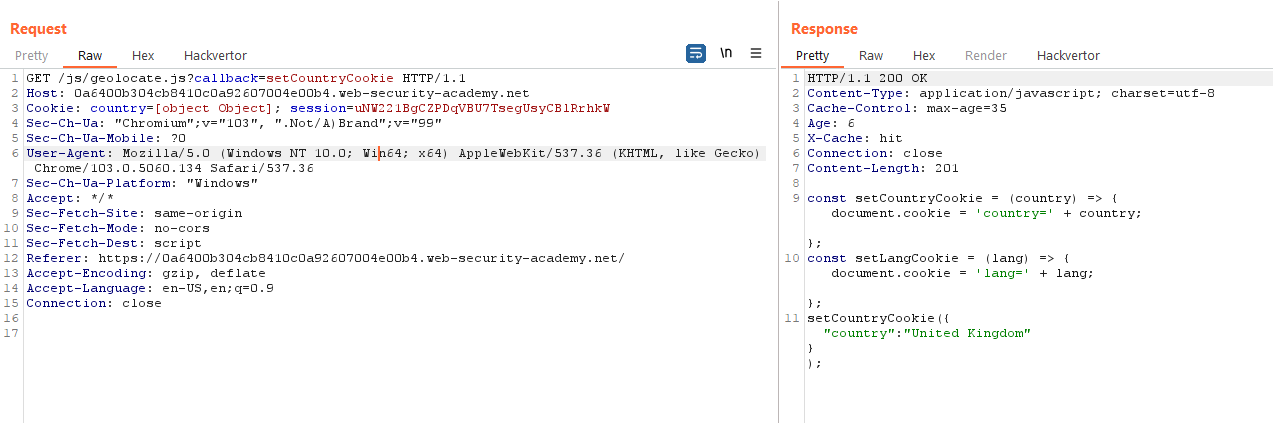 Request
Pretty Raw Hex Hackvertor \n
1 GET /js/geolocate.js?callback=setCountryCookie HTTP/1.1
2 Host: 0a6400b304cb8410c0a92607004e00b4.web-security-academy.net
3 Cookie: country=[object Object]; session=uNW221BgCZPDqVBU7TsegUsyCBlRrhkW
4 Sec-Ch-Ua: "Chromium";v="103", ".Not/A)Brand";v="99"
5 Sec-Ch-Ua-Mobile: ?0
6 User-Agent: Mozilla/5.0 (Windows NT 10.0; Win64; x64) AppleWebKit/537.36 (KHTML, like Gecko)
Chrome/103.0.5060.134 Safari/537.36
7 Sec-Ch-Ua-Platform: "Windows"
8 Accept: */*
9 Sec-Fetch-Site: same-origin
10 Sec-Fetch-Mode: no-cors
11 Sec-Fetch-Dest: script
12 Referer: https://0a6400b304cb8410c0a92607004e00b4.web-security-academy.net/
13 Accept-Encoding: gzip, deflate
14 Accept-Language: en-US,en;q=0.9
15 Connection: close
16
17
Response
Pretty Raw Hex Render Hackvertor
1 HTTP/1.1 200 OK
2 Content-Type: application/javascript; charset=utf-8
3 Cache-Control: max-age=35
4 Age: 6
5 X-Cache: hit
6 Connection: close
7 Content-Length: 201
8
9 const setCountryCookie = (country) => {
document.cookie = 'country=' + country;
};
10 const setLangCookie = (lang) => {
document.cookie = 'lang=' + lang;
};
11 setCountryCookie({
"country":"United Kingdom"
}
);